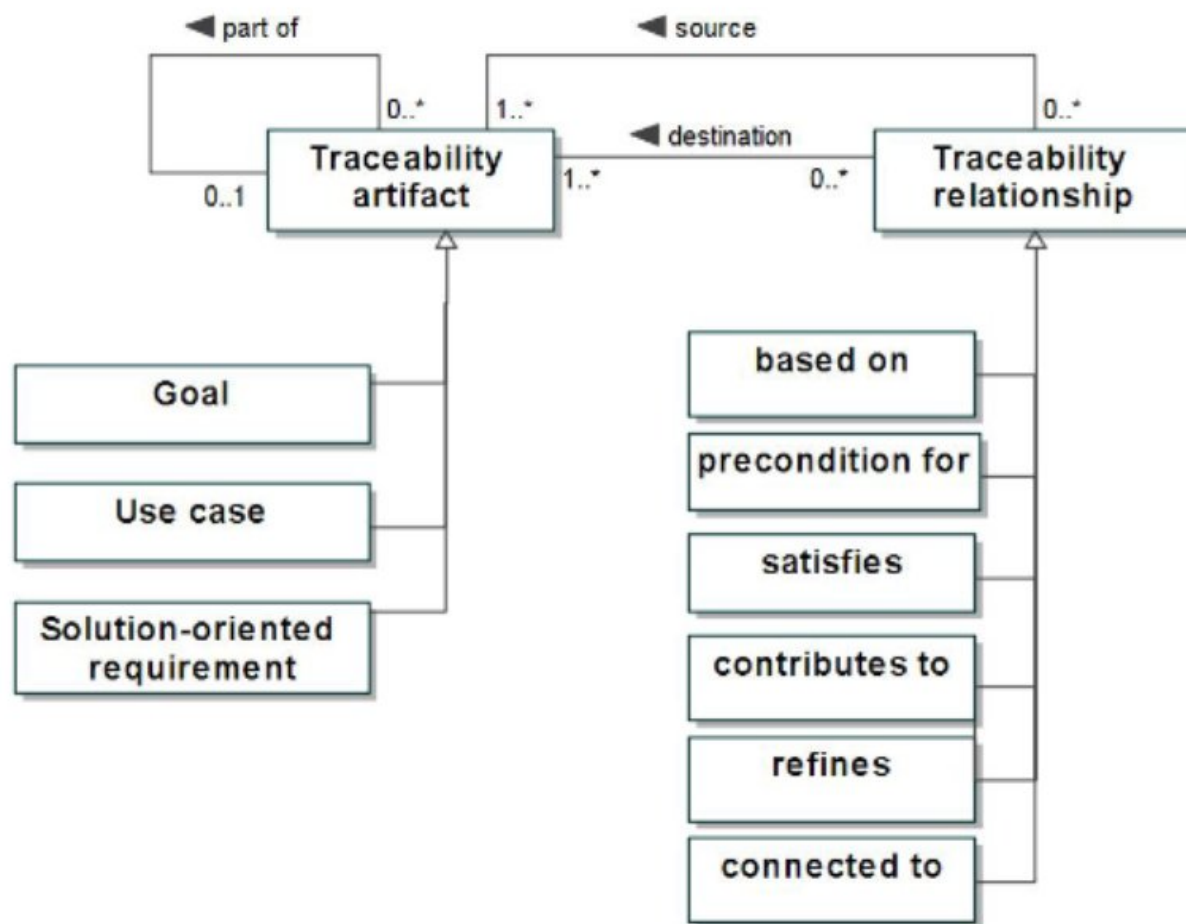 part of
source
0..*
1..*
0..*
Traceability
artifact
destination
Traceability
relationship
0..1
1..*
0..*
Goal
Use case
Solution-oriented
requirement
based on
precondition for
satisfies
contributes to
refines
connected to